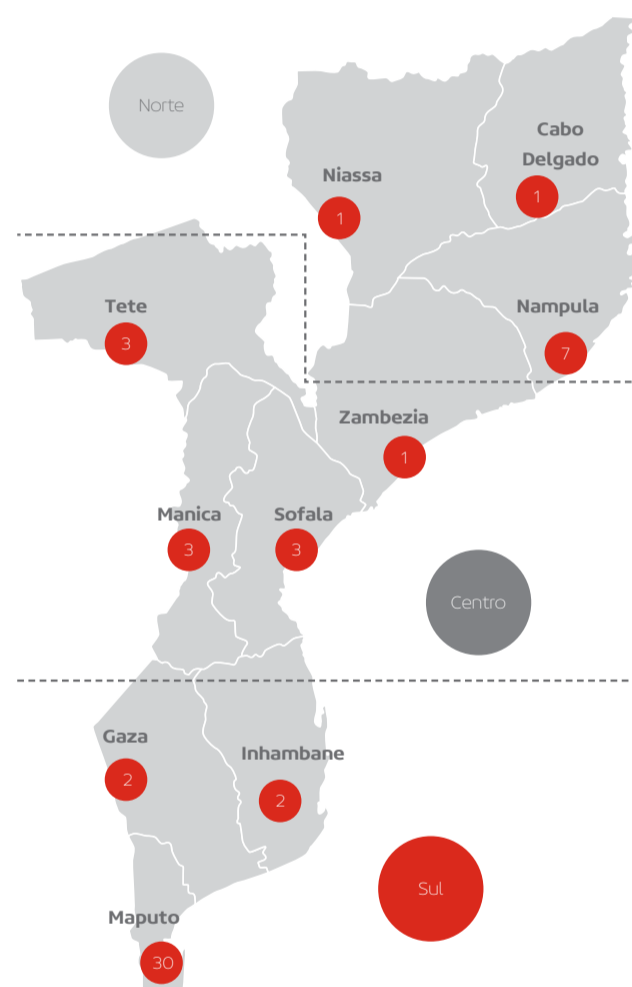 Norte
Cabo
Delgado
1
Niassa
1
Tete
3
Nampula
7
Zambezia
1
Manica
3
Sofala
3
Centro
Gaza
2
Inhambane
2
Sul
Maputo
30